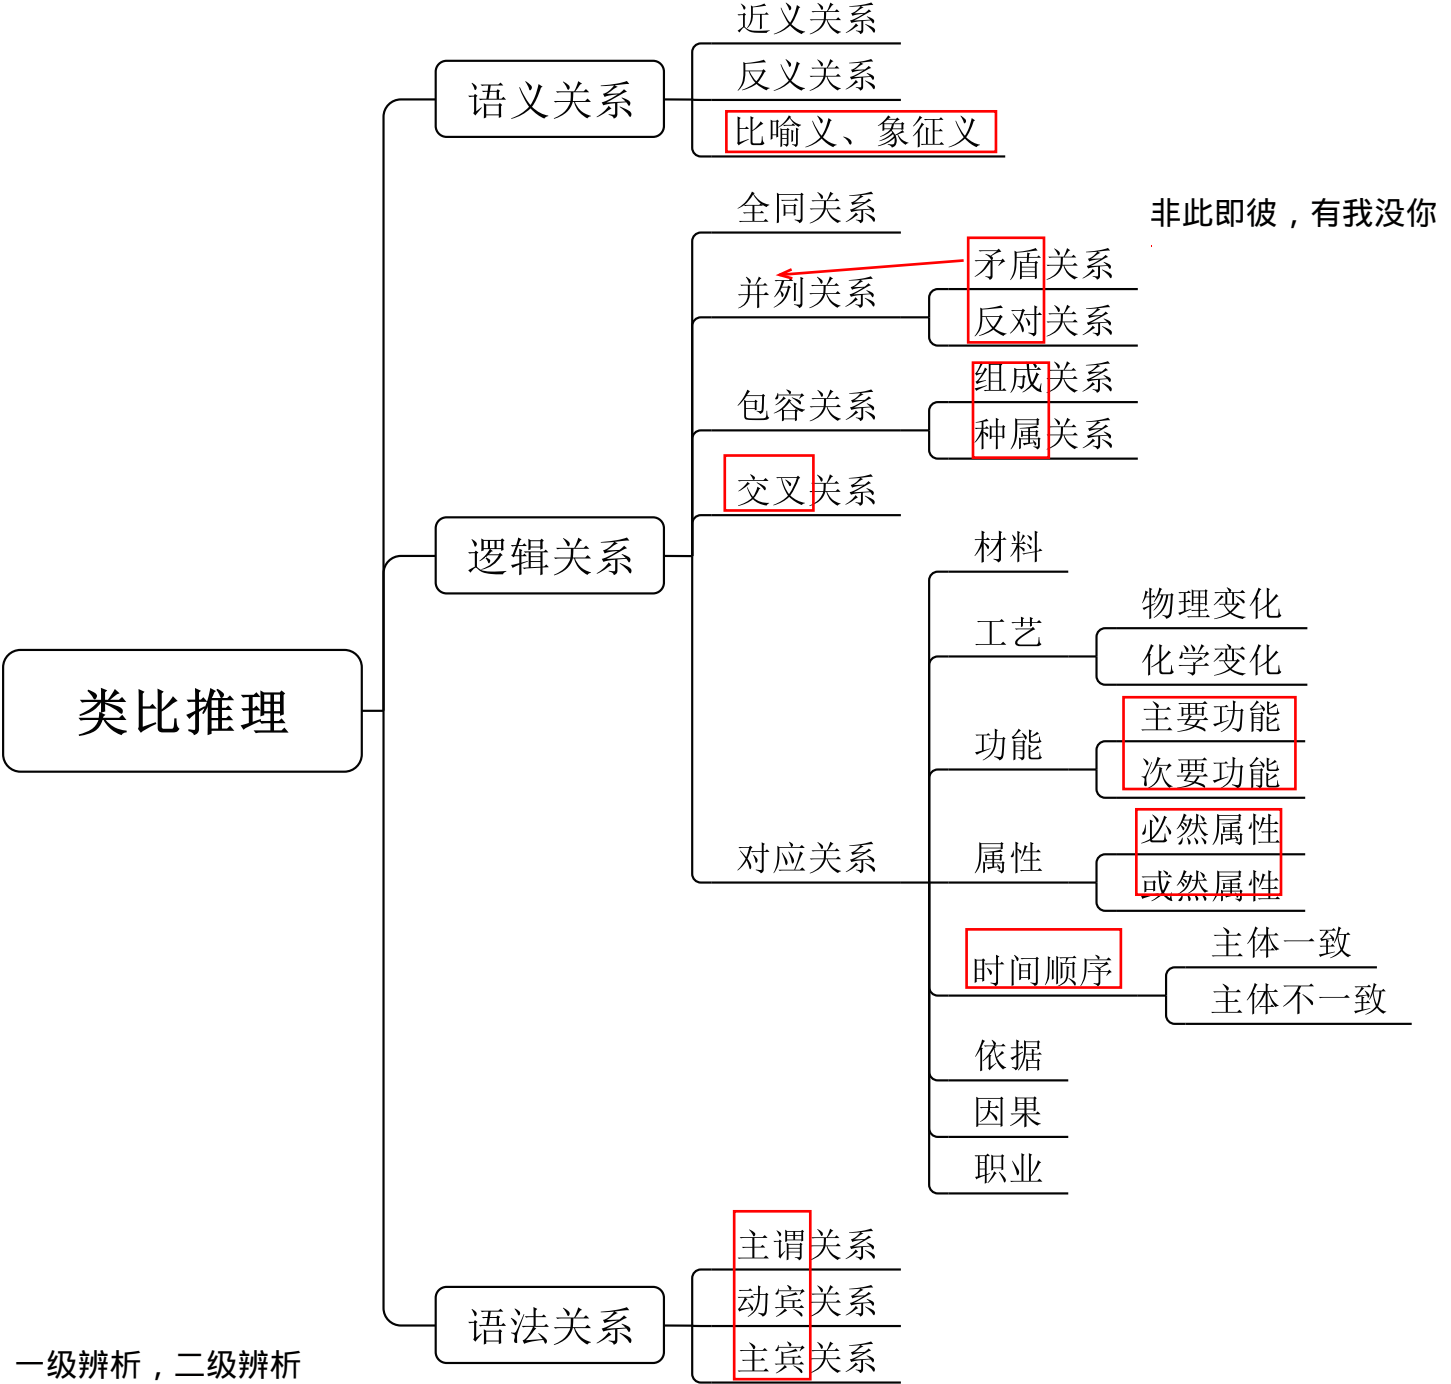 近义关系
语义关系
反义关系
比喻义、象征义
全同关系
非此即彼，有我没你
矛盾关系
并列关系
反对关系
组成关系
包容关系
种属关系
交叉关系
逻辑关系
材料
物理变化
工艺
化学变化
类比推理
主要功能
功能
次要功能
必然属性
对应关系
属性
或然属性
主体一致
时间顺序
主体不一致
依据
因果
职业
主谓关系
语法关系
动宾关系
主宾关系
一级辨析，二级辨析